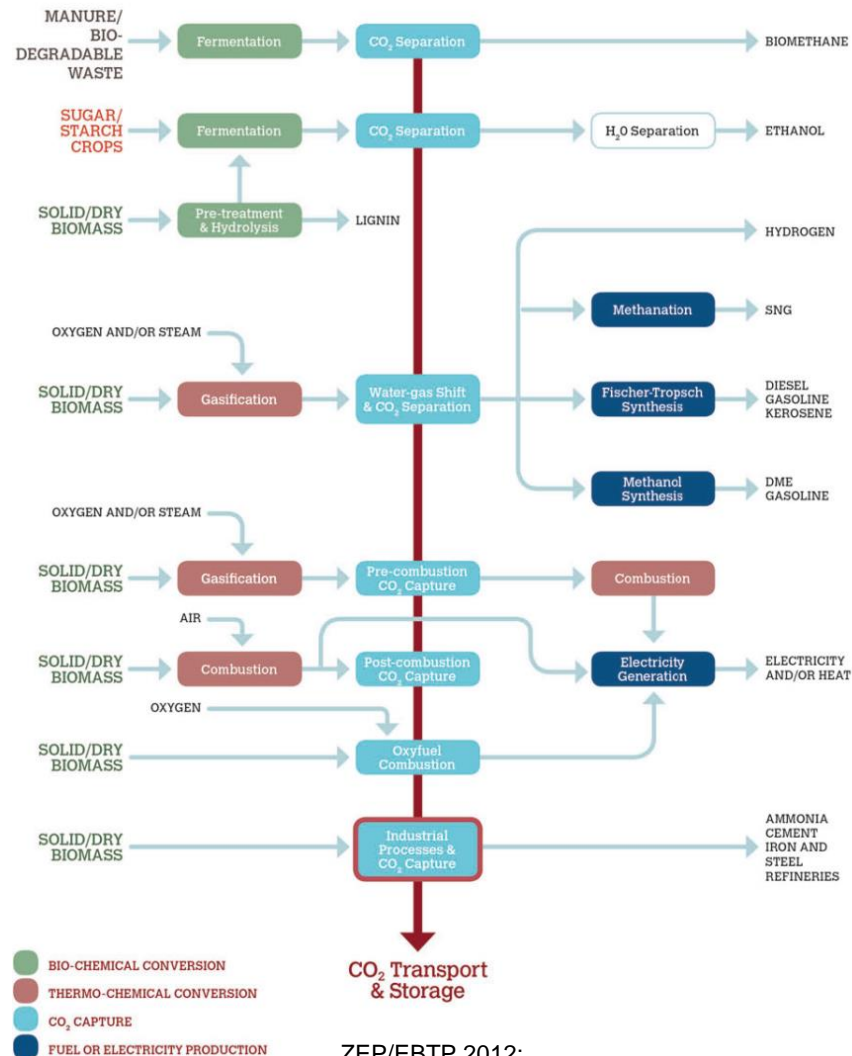 MANURE/
BIO-
DEGRADABLE
WASTE
Fermentation
CO₂ Separation
BIOMETHANE
SUGAR/
STARCH
CROPS
Fermentation
CO₂ Separation
H₂0 Separation
ETHANOL
SOLID/DRY
BIOMASS
Pre-treatment
& Hydrolysis
LIGNIN
HYDROGEN
Methanation
SNG
OXYGEN AND/OR STEAM
SOLID/DRY
BIOMASS
Gasification
Water-gas Shift
& CO₂ Separation
Fischer-Tropsch
Synthesis
DIESEL
GASOLINE
KEROSENE
Methanol
Synthesis
DME
GASOLINE
OXYGEN AND/OR STEAM
SOLID/DRY
BIOMASS
Gasification
Pre-combustion
CO₂ Capture
Combustion
AIR
SOLID/DRY
BIOMASS
Combustion
Post-combustion
CO₂ Capture
Electricity
Generation
ELECTRICITY
AND/OR HEAT
OXYGEN
SOLID/DRY
BIOMASS
Oxyfuel
Combustion
SOLID/DRY
BIOMASS
Industrial
Processes &
CO₂ Capture
AMMONIA
CEMENT
IRON AND
STEEL
REFINERIES
CO₂ Transport
& Storage
BIO-CHEMICAL CONVERSION
THERMO-CHEMICAL CONVERSION
CO₂ CAPTURE
FUEL OR ELECTRICITY PRODUCTION
ZEP/EBTP 2012: